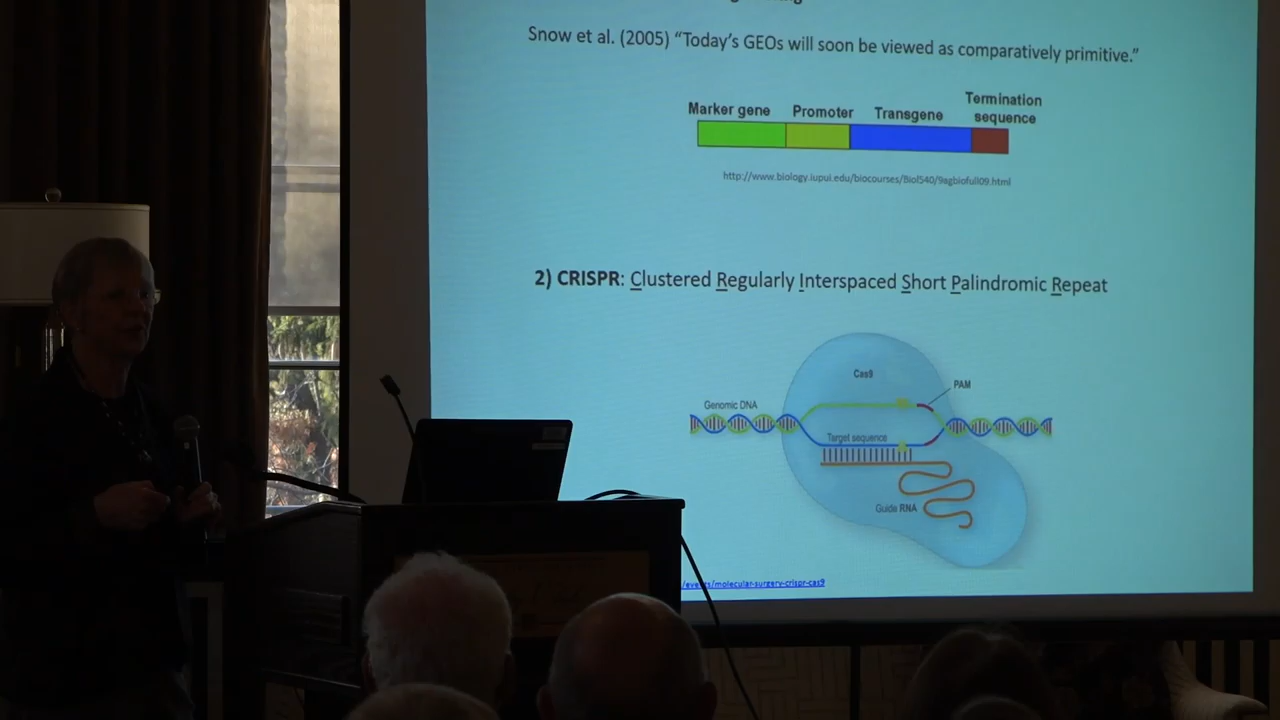 Snow et al. (2005) “Today’s GEOs will soon be viewed as comparatively primitive.”
Marker gene Promoter Transgene Termination sequence
http://www.biology.iupui.edu/biocourses/Biol540/9agbiofull09.html
2) CRISPR: Clustered Regularly Interspaced Short Palindromic Repeat
Cas9
PAM
Genomic DNA
Target sequence
Guide RNA
/events/molecular-surgery-crispr-cas9